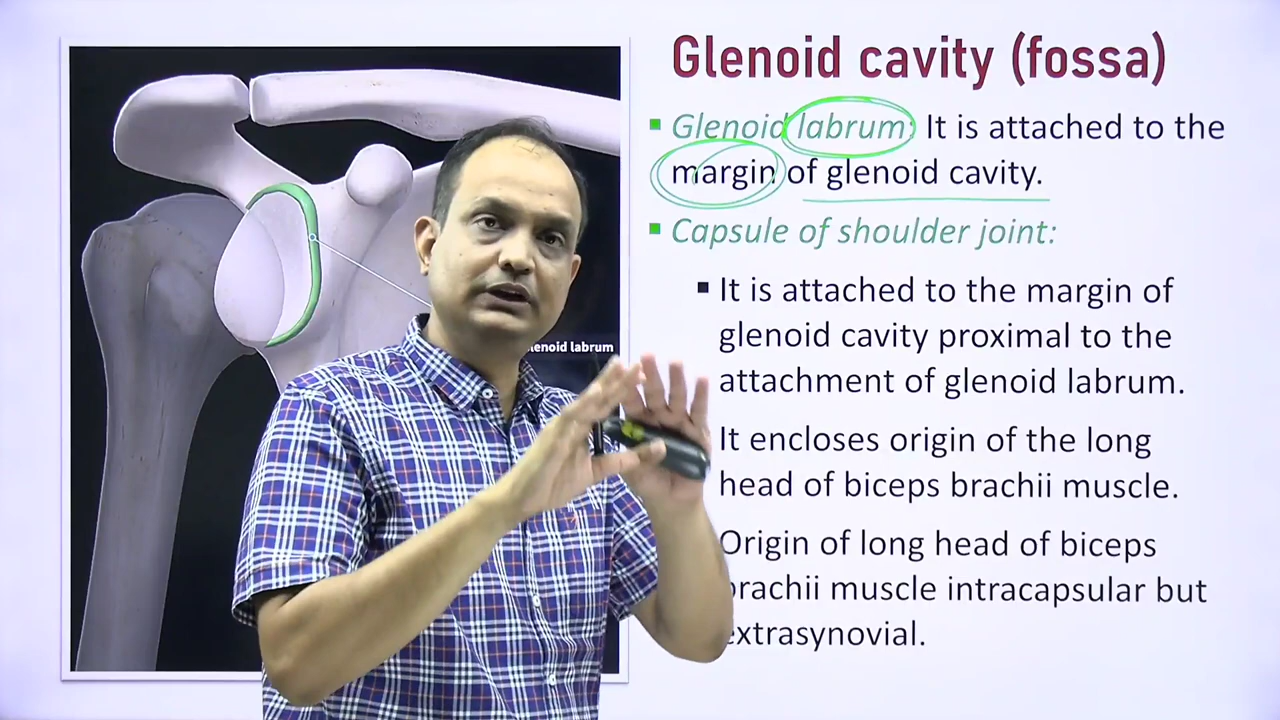 Glenoid cavity (fossa)
Glenoid labrum: It is attached to the
margin of glenoid cavity.
Capsule of shoulder joint:
It is attached to the margin of
glenoid cavity proximal to the
attachment of glenoid labrum.
It encloses origin of the long
head of biceps brachii muscle.
Origin of long head of biceps
brachii muscle intracapsular but
extrasynovial.
lenoid labrum